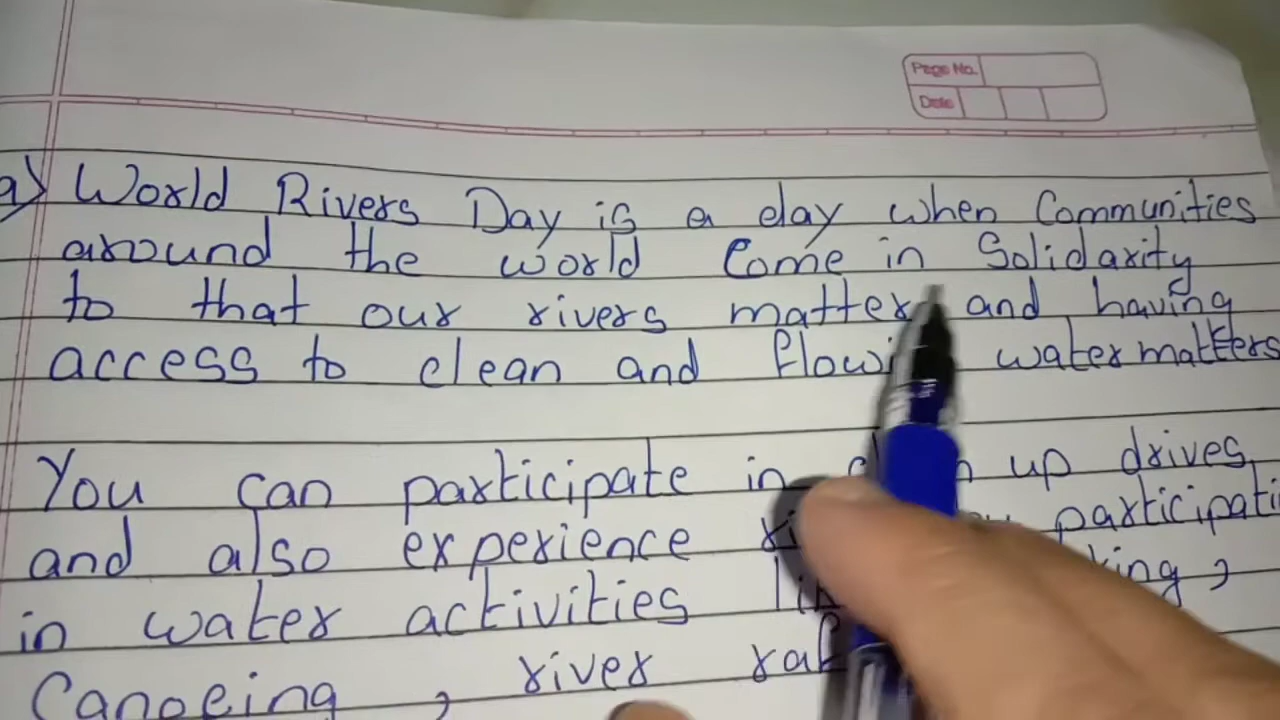 Page No.
Date
a) World Rivers Day is a day when Communities
around the world Come in Solidarity
to that our rivers matter and having
access to clean and water matters
You can participate in up drives
and also experience participati
in water activities
Canoeing, river